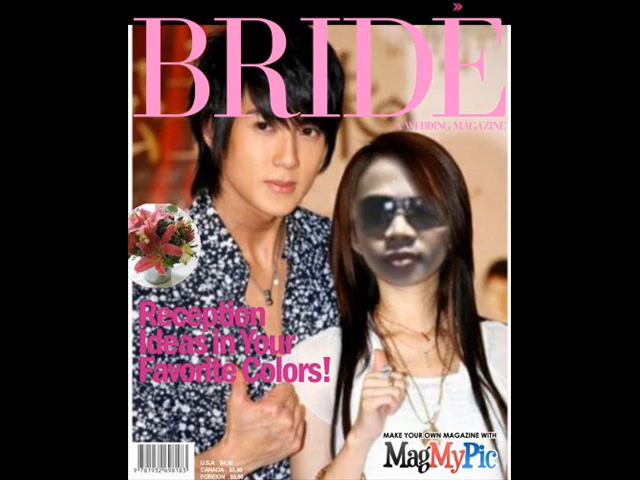 »
BRIDE
A WEDDING MAGAZINE
Reception
Ideas in Your
Favorite Colors!
MAKE YOUR OWN MAGAZINE WITH
MagMyPic
U.S.A
CANADA
FOREIGN